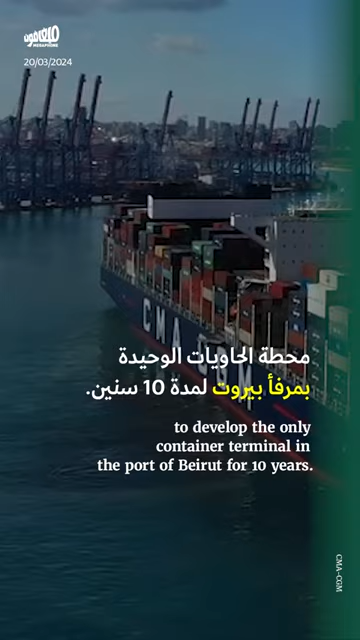 ميغافون
MEGAPHONE
20/03/2024
CMA CGM
محطة الحاويات الوحيدة
بمرفأ بيروت لمدة 10 سنين.
to develop the only
container terminal in
the port of Beirut for 10 years.
CMA-CGM